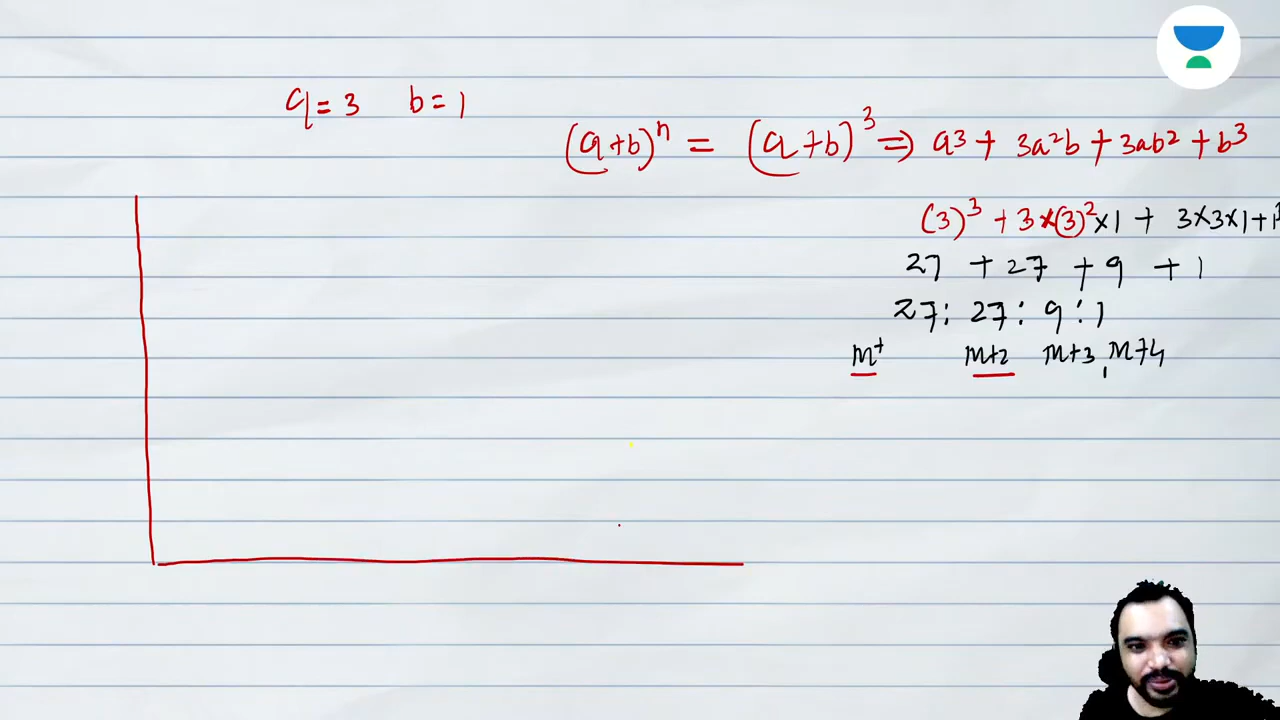 a = 3 b = 1
(a+b)ⁿ = (a+b)³ ⇒ a³ + 3a²b + 3ab² + b³
(3)³ + 3×(3)²×1 + 3×3×1+1³
27 + 27 + 9 + 1
27 : 27 : 9 : 1
m⁺ m+2 m+3, m+4